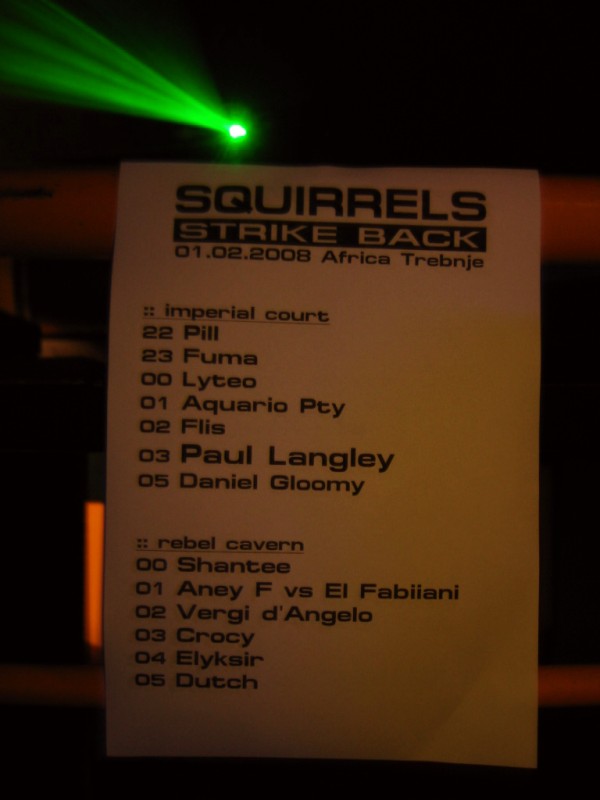 SQUIRRELS
STRIKE BACK
01.02.2008 Africa Trebnje
:: imperial court
22 Pill
23 Fuma
00 Lyteo
01 Aquario Pty
02 Flis
03 Paul Langley
05 Daniel Gloomy
:: rebel cavern
00 Shantee
01 Aney F vs El Fabiiani
02 Vergi d'Angelo
03 Crocy
04 Elyksir
05 Dutch